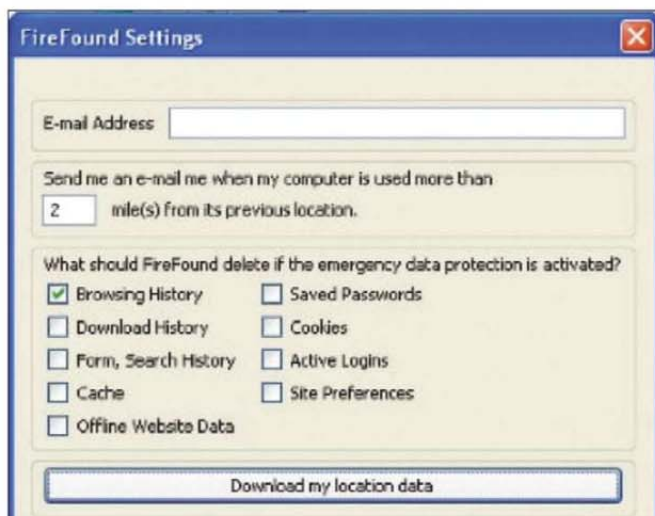 FireFound Settings
E-mail Address
Send me an e-mail me when my computer is used more than
2 mile(s) from its previous location.
What should FireFound delete if the emergency data protection is activated?
Browsing History Saved Passwords
Download History Cookies
Form, Search History Active Logins
Cache Site Preferences
Offline Website Data
Download my location data